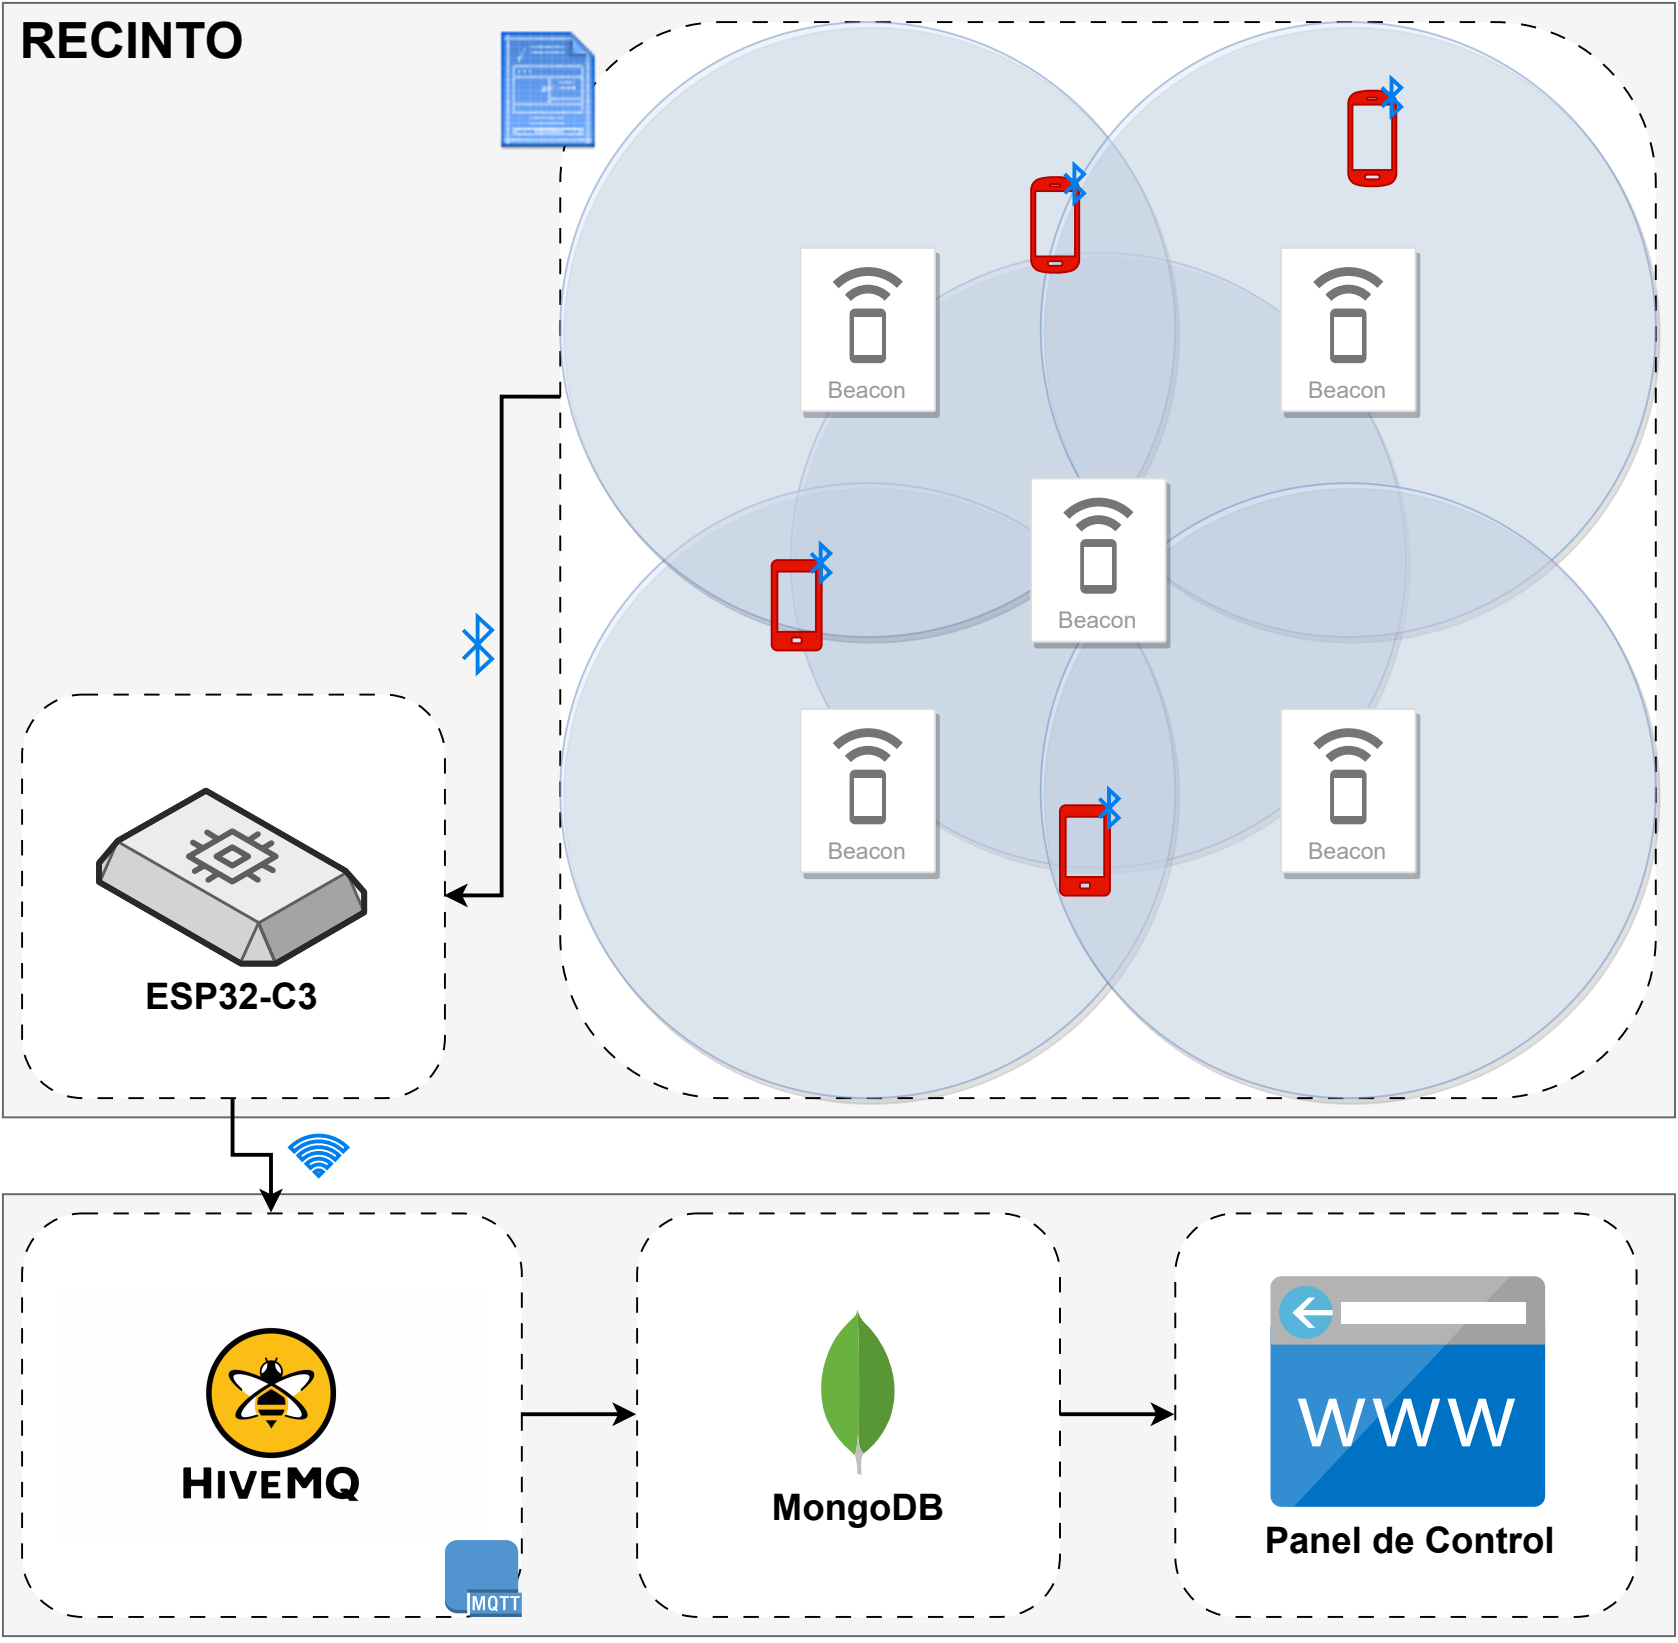 RECINTO
Beacon
Beacon
Beacon
Beacon
Beacon
ESP32-C3
HIVEMQ
MQTT
MongoDB
WWW
Panel de Control